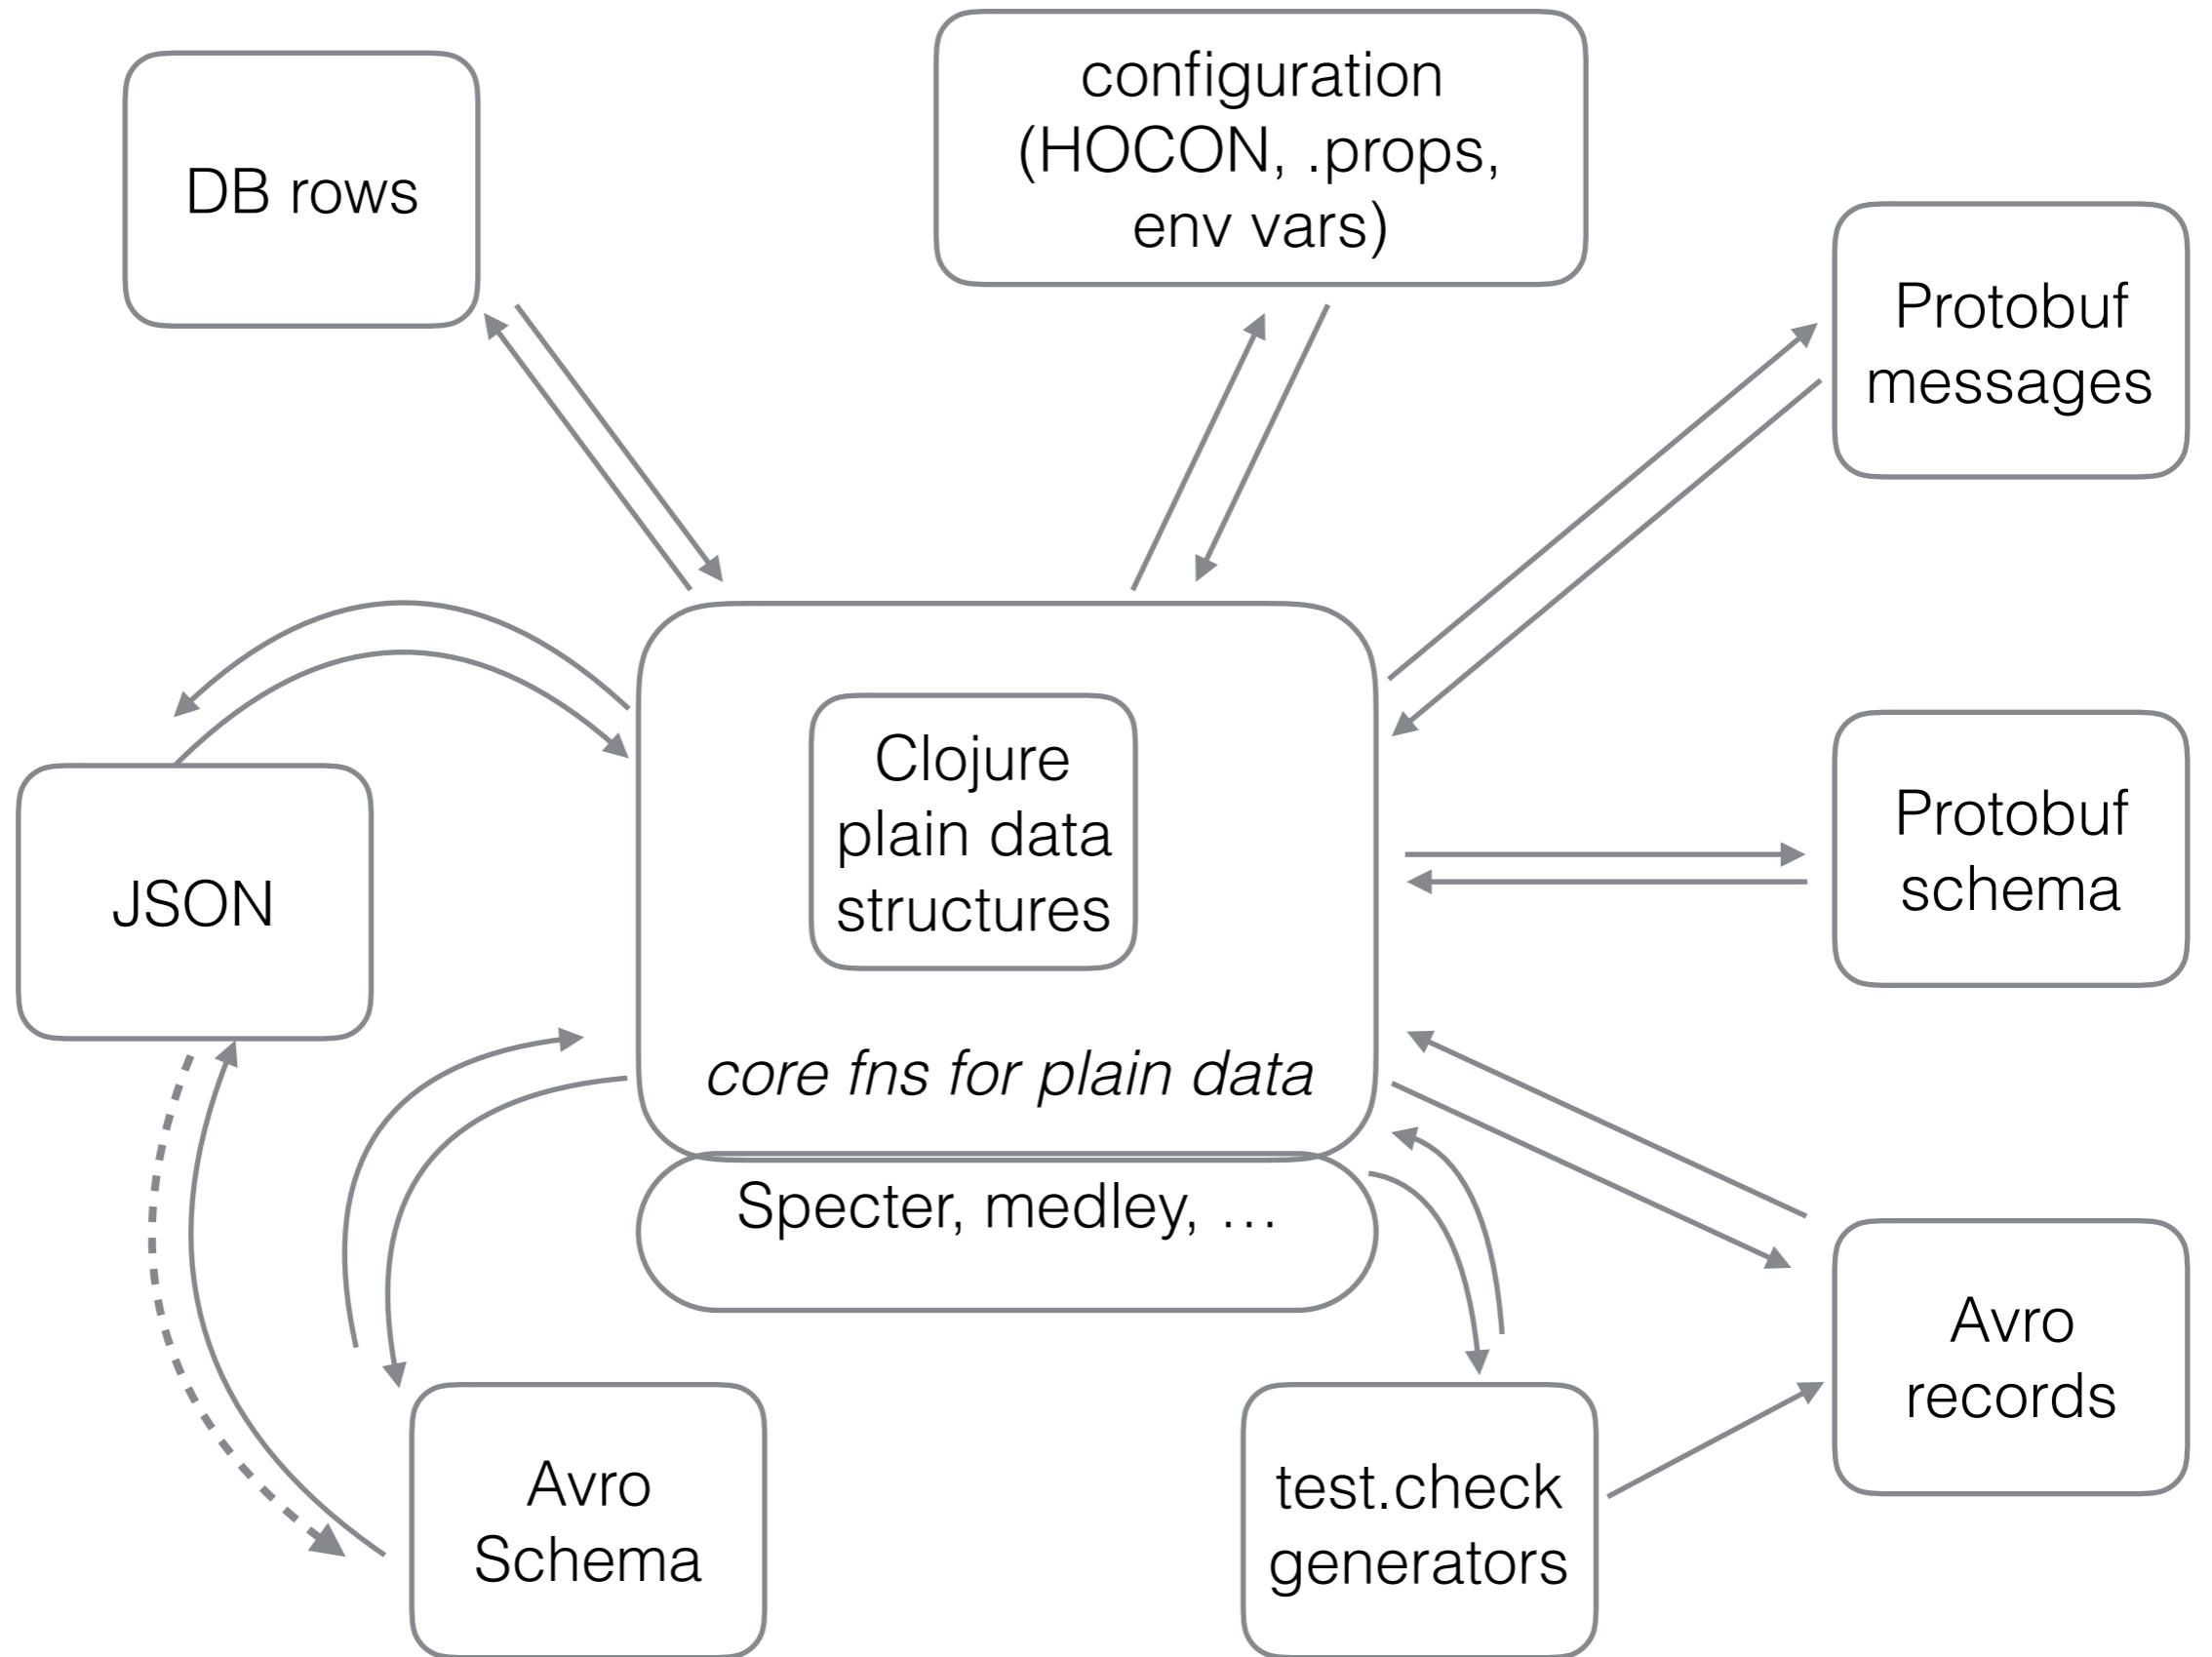 DB rows
configuration
(HOCON, .props,
env vars)
Protobuf
messages
Clojure
plain data
structures
Protobuf
schema
JSON
core fns for plain data
Specter, medley, …
Avro
records
Avro
Schema
test.check
generators